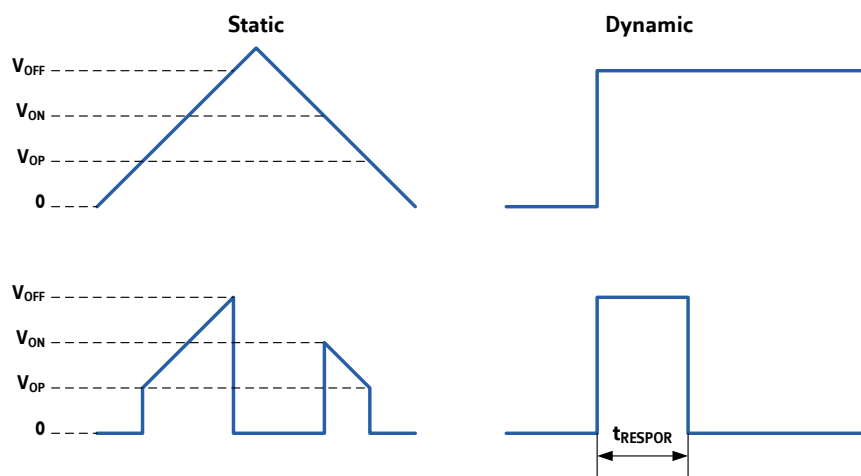 Static
Dynamic
VOFF
VON
VOP
0
VOFF
VON
VOP
0
tRESPOR